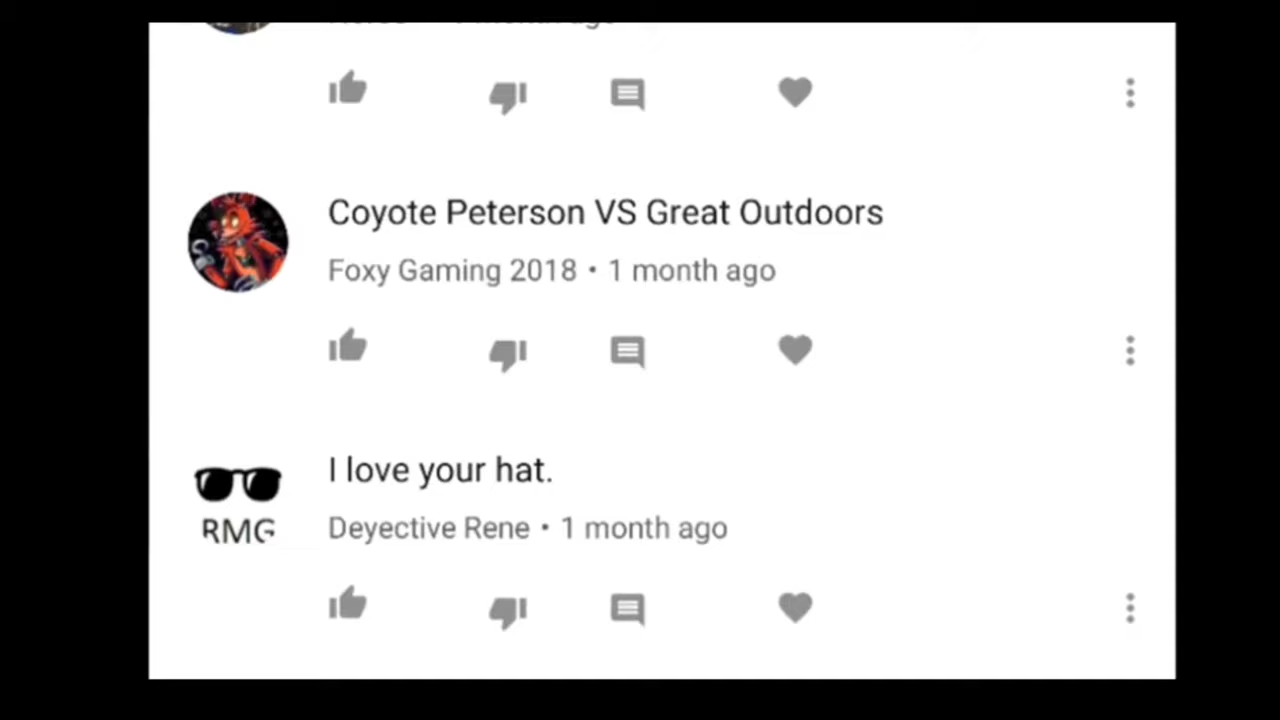 Coyote Peterson VS Great Outdoors
Foxy Gaming 2018 • 1 month ago
I love your hat.
RMG
Deyective Rene • 1 month ago